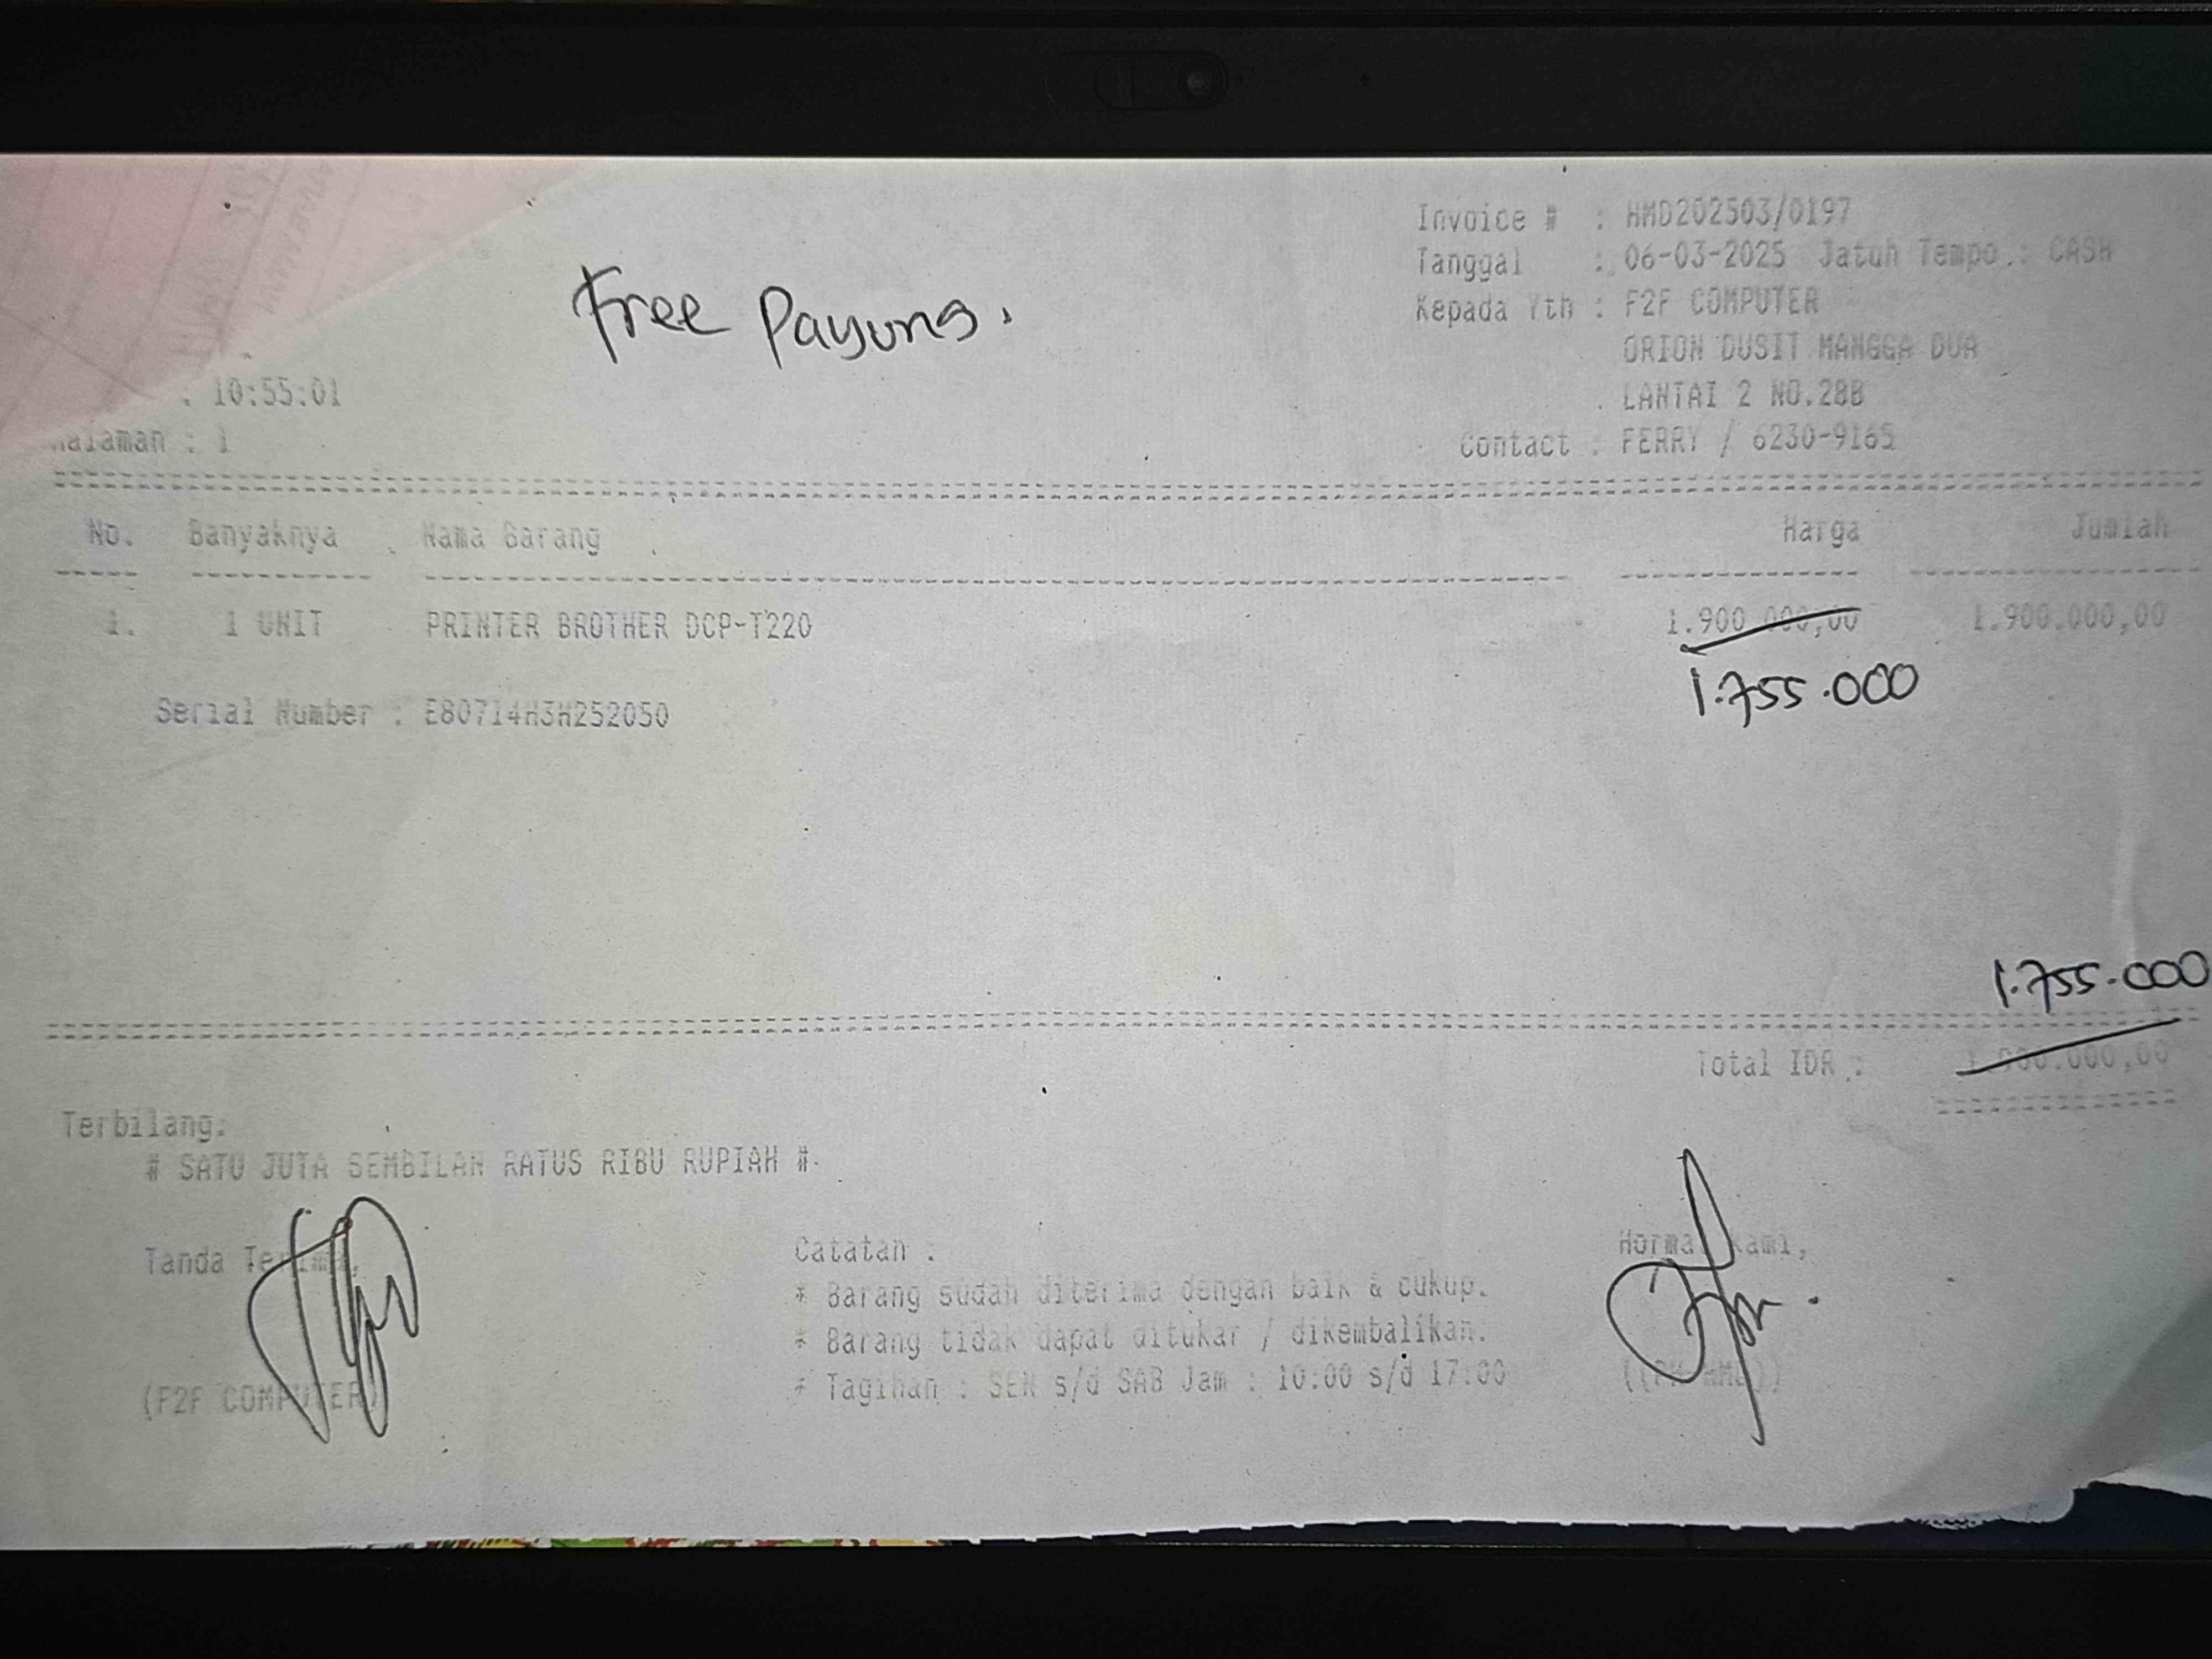 Invoice # : HMD202503/0197
Tanggal : 06-03-2025 Jatuh Tempo : CASH
Free Payung.
Kepada Yth : F2F COMPUTER
ORION DUSIT MANGGA DUA
: 10:55:01
LANTAI 2 NO.28B
Halaman : 1
Contact : FERRY / 6230-9165
No. Banyaknya Nama Barang Harga Jumlah
1. 1 UNIT PRINTER BROTHER DCP-T220 1.900.000,00 1.900.000,00
1.755.000
Serial Number : E80714H3H252050
1.755.000
Total IDR : 1.900.000,00
Terbilang:
# SATU JUTA SEMBILAN RATUS RIBU RUPIAH #
Tanda Terima, Catatan : Hormat Kami,
* Barang sudah diterima dengan baik & cukup.
* Barang tidak dapat ditukar / dikembalikan.
(F2F COMPUTER) * Tagihan : SEN s/d SAB Jam : 10:00 s/d 17:00